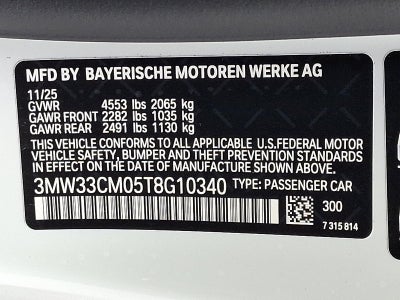 MFD BY BAYERISCHE MOTOREN WERKE AG
11/25
GVWR 4553 lbs 2065 kg
GAWR FRONT 2282 lbs 1035 kg
GAWR REAR 2491 lbs 1130 kg
THIS VEHICLE CONFORMS TO ALL APPLICABLE U.S.FEDERAL MOTOR
VEHICLE SAFETY, BUMPER, AND THEFT PREVENTION STANDARDS IN
EFFECT ON THE DATE OF MANUFACTURE SHOWN ABOVE.
3MW33CM05T8G10340 TYPE: PASSENGER CAR
300
7 315 814